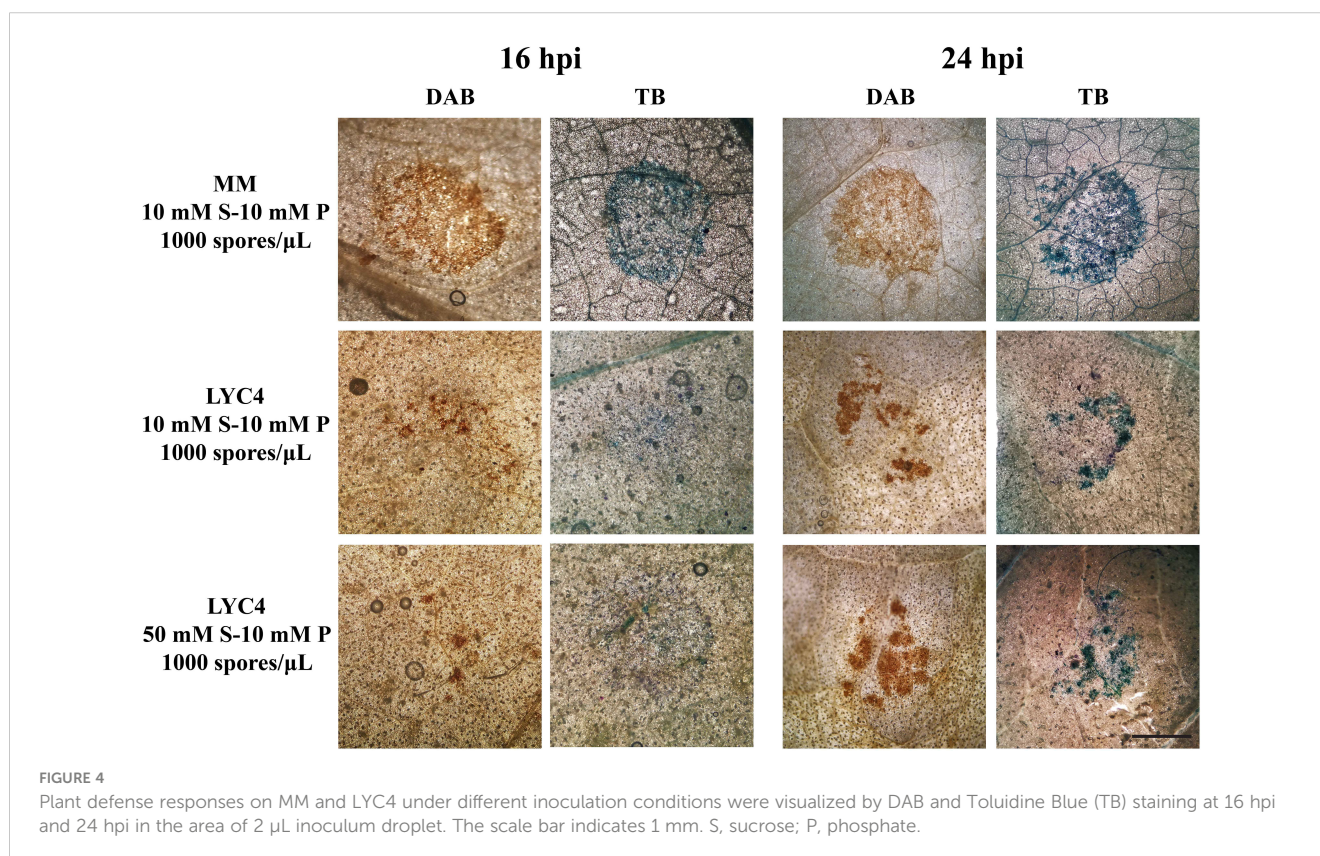 16 hpi
24 hpi
DAB
TB
DAB
TB
MM
10 mM S-10 mM P
1000 spores/µL
LYC4
10 mM S-10 mM P
1000 spores/µL
LYC4
50 mM S-10 mM P
1000 spores/µL
FIGURE 4
Plant defense responses on MM and LYC4 under different inoculation conditions were visualized by DAB and Toluidine Blue (TB) staining at 16 hpi
and 24 hpi in the area of 2 µL inoculum droplet. The scale bar indicates 1 mm. S, sucrose; P, phosphate.